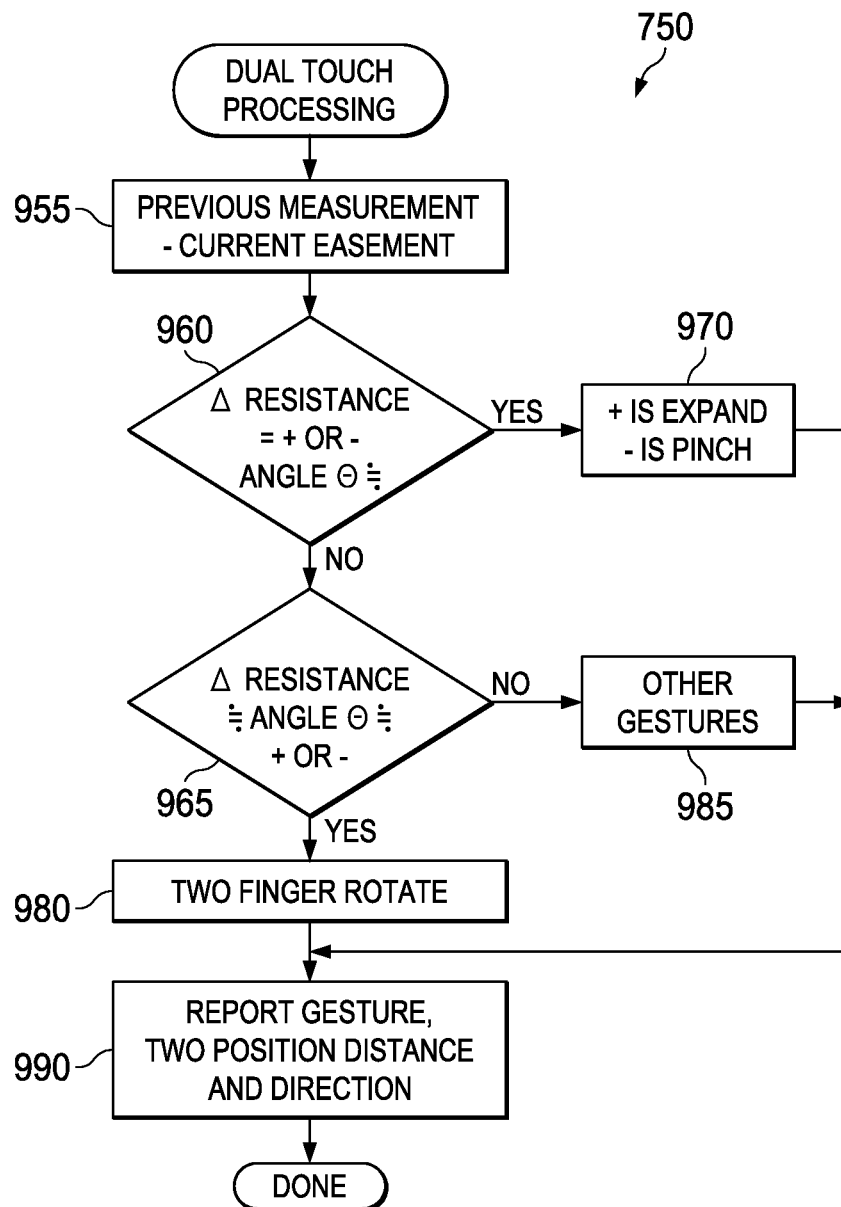 750
DUAL TOUCH
PROCESSING
955
PREVIOUS MEASUREMENT
- CURRENT EASEMENT
960
Δ RESISTANCE
= + OR -
ANGLE Θ ≒
YES
970
+ IS EXPAND
- IS PINCH
NO
965
Δ RESISTANCE
≒ ANGLE Θ ≒
+ OR -
NO
OTHER
GESTURES
985
YES
980
TWO FINGER ROTATE
990
REPORT GESTURE,
TWO POSITION DISTANCE
AND DIRECTION
DONE